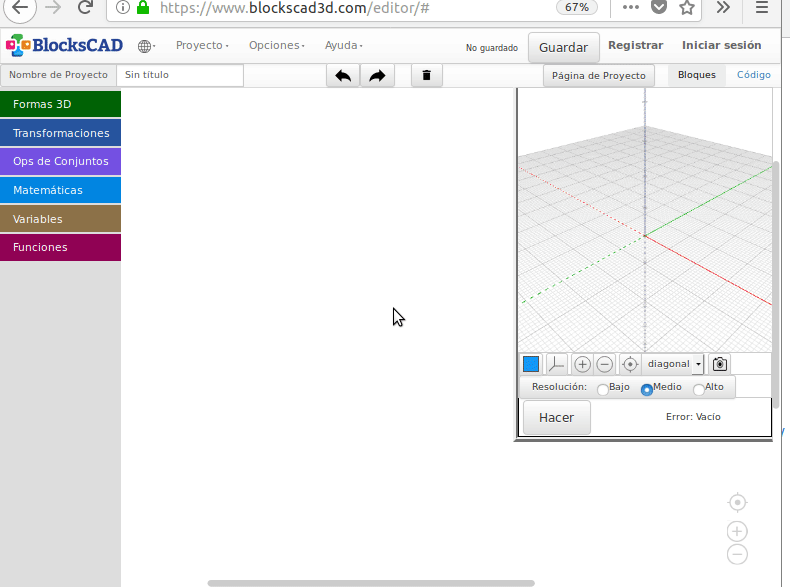 https://www.blockscad3d.com/editor/#
67%
BlocksCAD
Proyecto
Opciones
Ayuda
No guardado
Guardar
Registrar
Iniciar sesión
Nombre de Proyecto
Sin título
Página de Proyecto
Bloques
Código
Formas 3D
Transformaciones
Ops de Conjuntos
Matemáticas
Variables
Funciones
diagonal
Resolución:
Bajo
Medio
Alto
Hacer
Error: Vacío